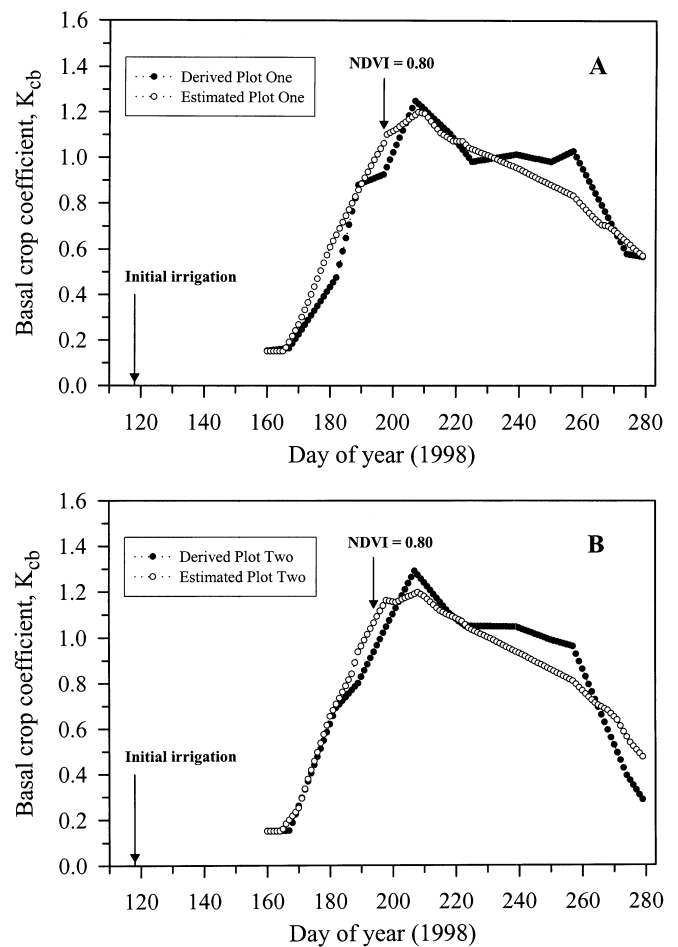 1.6
1.4
1.2
1.0
0.8
0.6
0.4
0.2
0.0
Basal crop coefficient, Kcb
Derived Plot One
Estimated Plot One
NDVI = 0.80
A
Initial irrigation
120 140 160 180 200 220 240 260 280
Day of year (1998)
1.6
1.4
1.2
1.0
0.8
0.6
0.4
0.2
0.0
Basal crop coefficient, Kcb
Derived Plot Two
Estimated Plot Two
NDVI = 0.80
B
Initial irrigation
120 140 160 180 200 220 240 260 280
Day of year (1998)